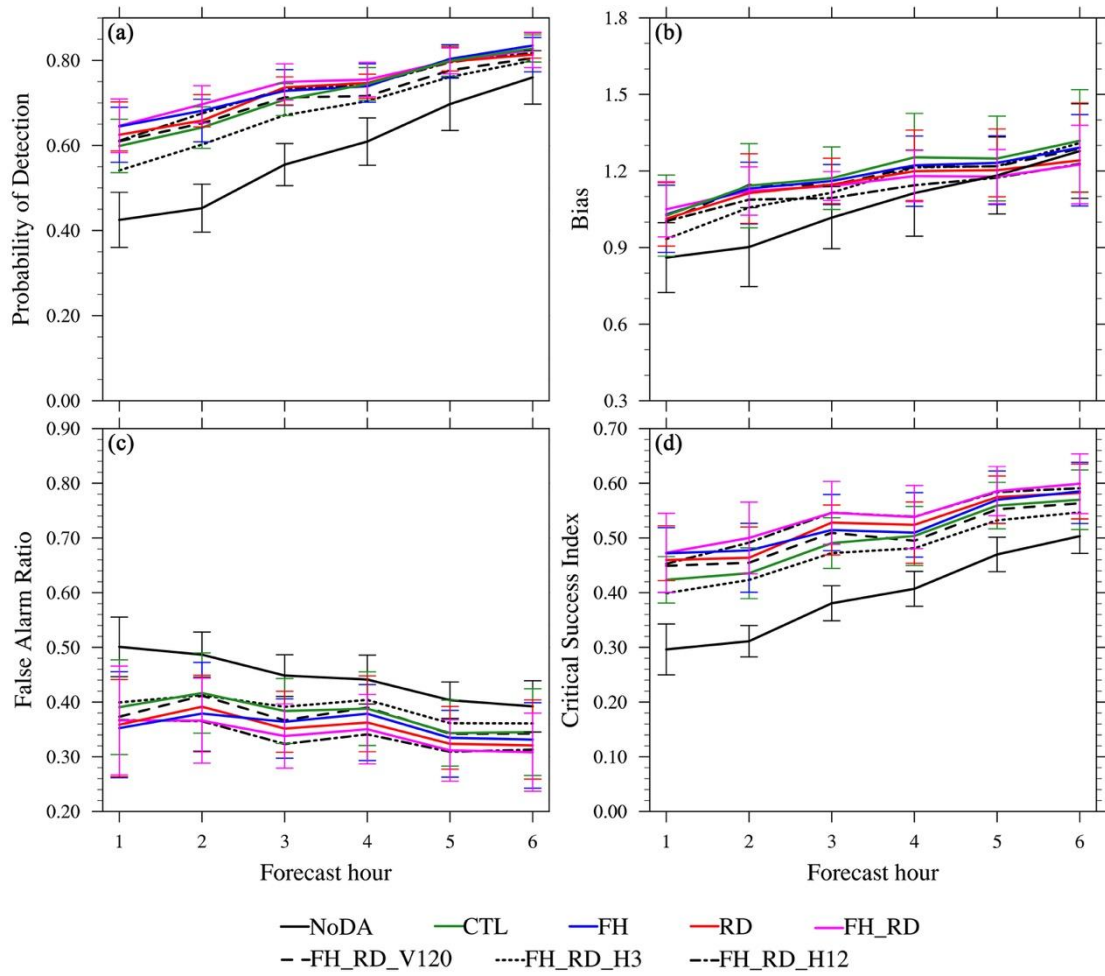 (a)
Probability of Detection
0.80
0.60
0.40
0.20
0.00
(b)
Bias
1.8
1.5
1.2
0.9
0.6
0.3
(c)
False Alarm Ratio
0.90
0.80
0.70
0.60
0.50
0.40
0.30
0.20
1 2 3 4 5 6
Forecast hour
(d)
Critical Success Index
0.70
0.60
0.50
0.40
0.30
0.20
0.10
0.00
1 2 3 4 5 6
Forecast hour
NoDA CTL FH RD FH_RD
FH_RD_V120 FH_RD_H3 FH_RD_H12